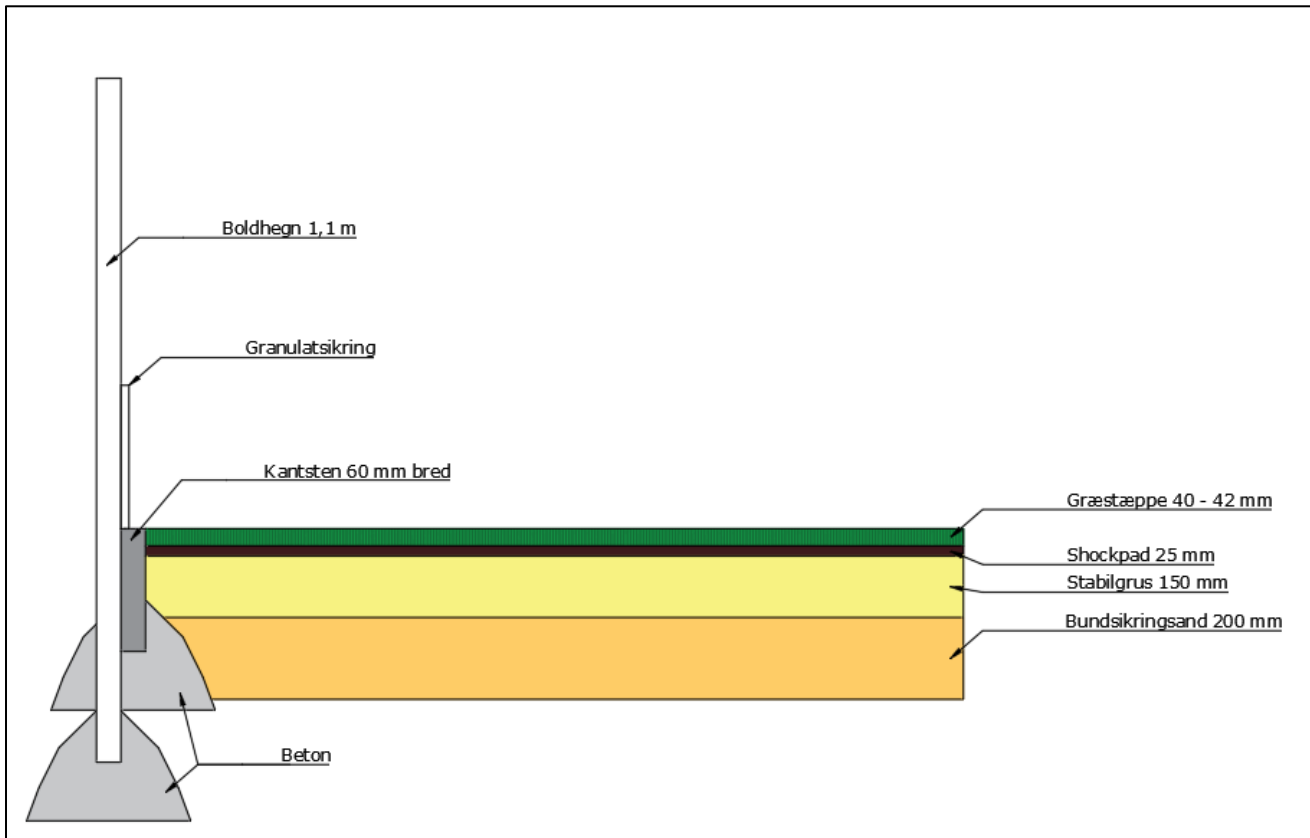 Boldhegn 1,1 m
Granulatsikring
Kantsten 60 mm bred
Græstæppe 40 - 42 mm
Shockpad 25 mm
Stabilgrus 150 mm
Bundsikringsand 200 mm
Beton